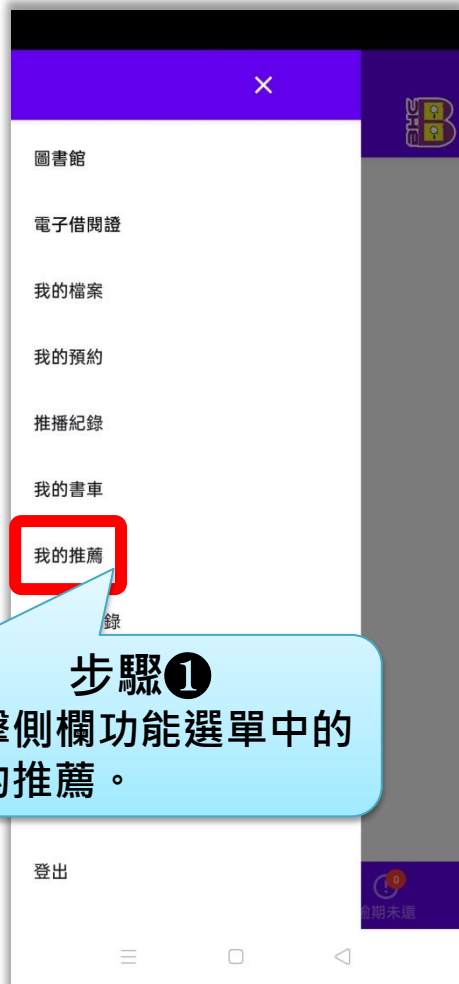 圖書館
電子借閱證
我的檔案
我的預約
推播紀錄
我的書車
我的推薦
錄
步驟❶
擊側欄功能選單中的
的推薦。
登出
0
逾期未還